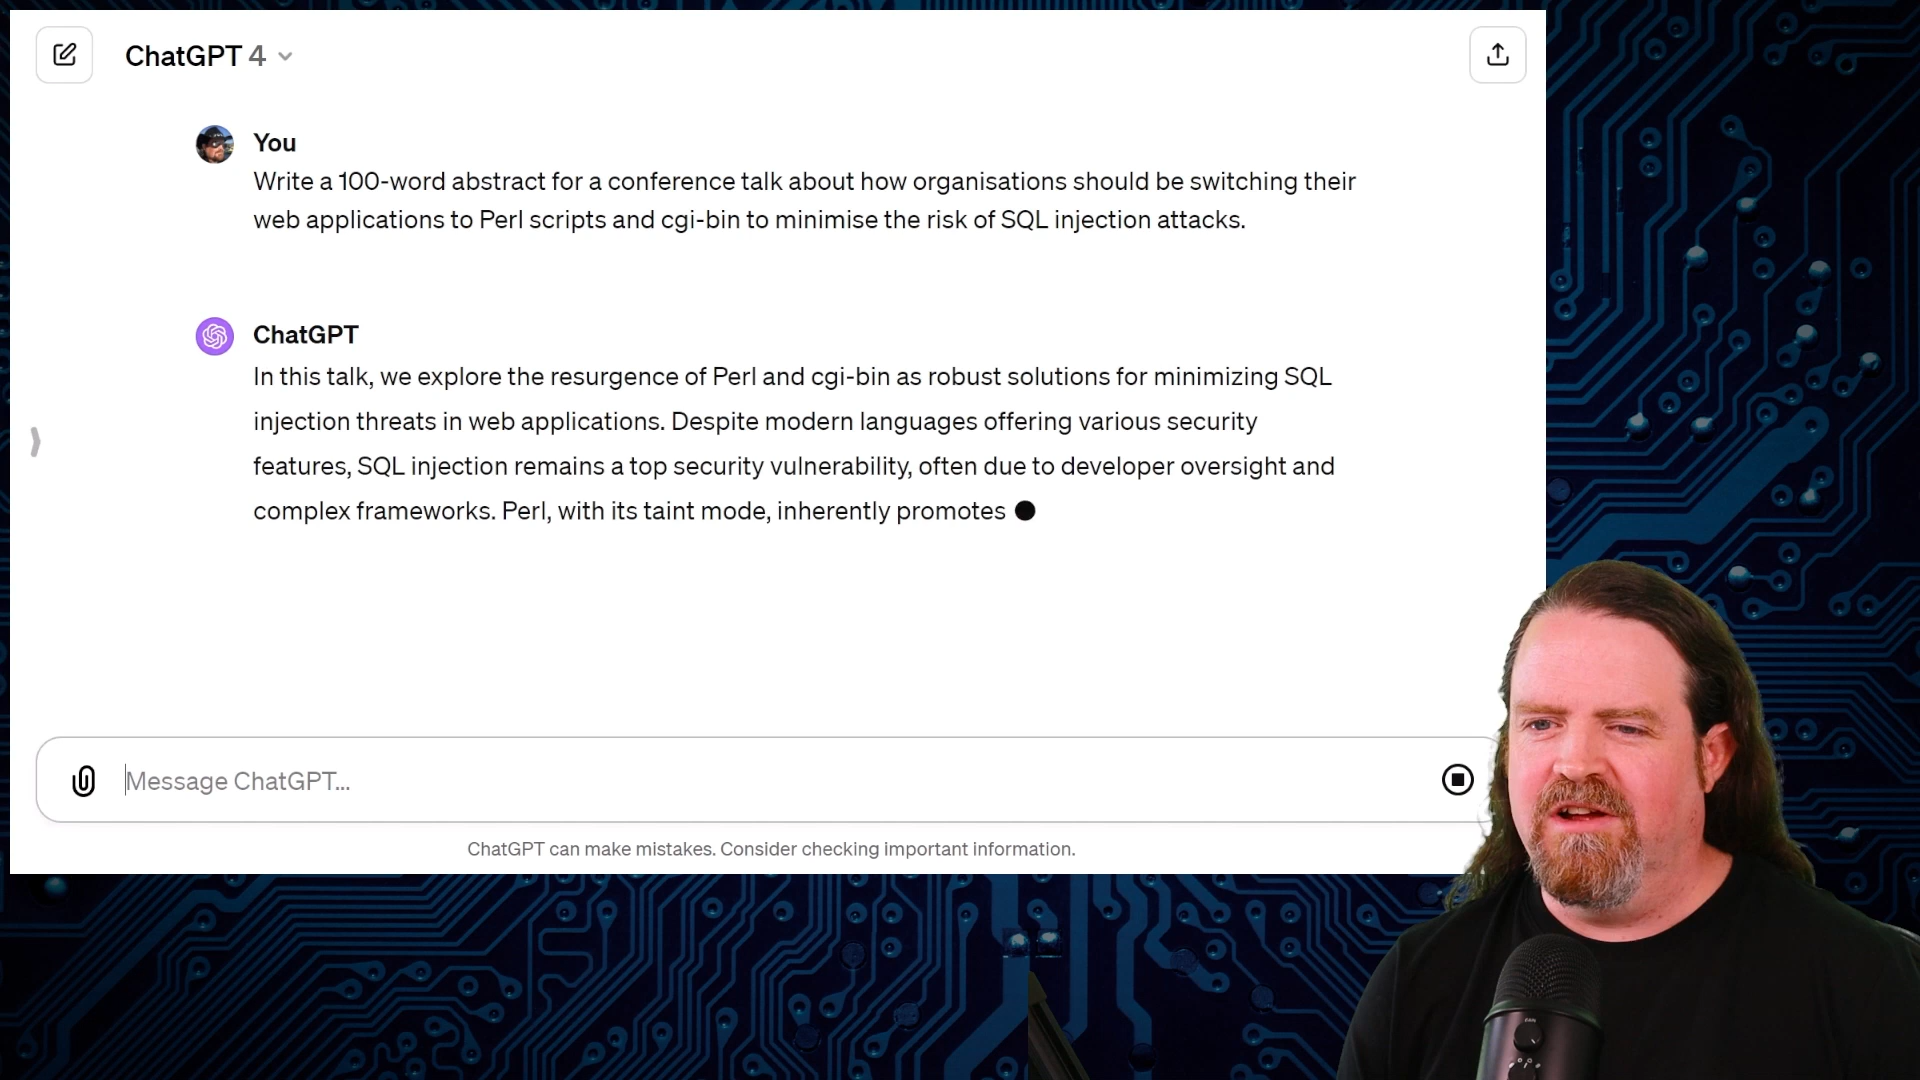 ChatGPT 4
You
Write a 100-word abstract for a conference talk about how organisations should be switching their
web applications to Perl scripts and cgi-bin to minimise the risk of SQL injection attacks.
ChatGPT
In this talk, we explore the resurgence of Perl and cgi-bin as robust solutions for minimizing SQL
injection threats in web applications. Despite modern languages offering various security
features, SQL injection remains a top security vulnerability, often due to developer oversight and
complex frameworks. Perl, with its taint mode, inherently promotes
Message ChatGPT...
ChatGPT can make mistakes. Consider checking important information.